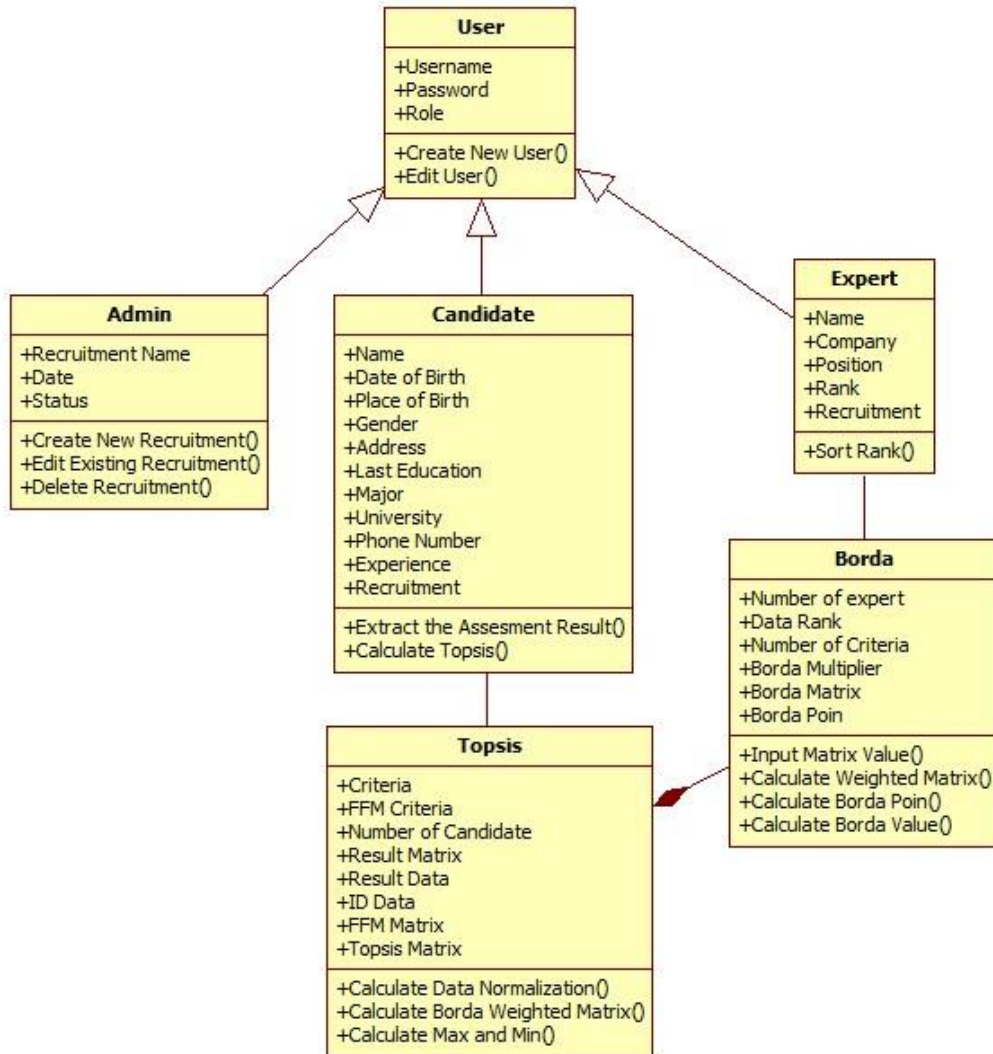 User
+Username
+Password
+Role
+Create New User()
+Edit User()
Admin
+Recruitment Name
+Date
+Status
+Create New Recruitment()
+Edit Existing Recruitment()
+Delete Recruitment()
Candidate
+Name
+Date of Birth
+Place of Birth
+Gender
+Address
+Last Education
+Major
+University
+Phone Number
+Experience
+Recruitment
+Extract the Assesment Result()
+Calculate Topsis()
Expert
+Name
+Company
+Position
+Rank
+Recruitment
+Sort Rank()
Borda
+Number of expert
+Data Rank
+Number of Criteria
+Borda Multiplier
+Borda Matrix
+Borda Poin
+Input Matrix Value()
+Calculate Weighted Matrix()
+Calculate Borda Poin()
+Calculate Borda Value()
Topsis
+Criteria
+FFM Criteria
+Number of Candidate
+Result Matrix
+Result Data
+ID Data
+FFM Matrix
+Topsis Matrix
+Calculate Data Normalization()
+Calculate Borda Weighted Matrix()
+Calculate Max and Min()